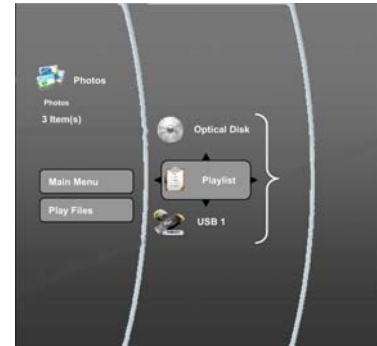 Photos
Photos
3 Item(s)
Optical Disk
Main Menu
Playlist
Play Files
USB 1